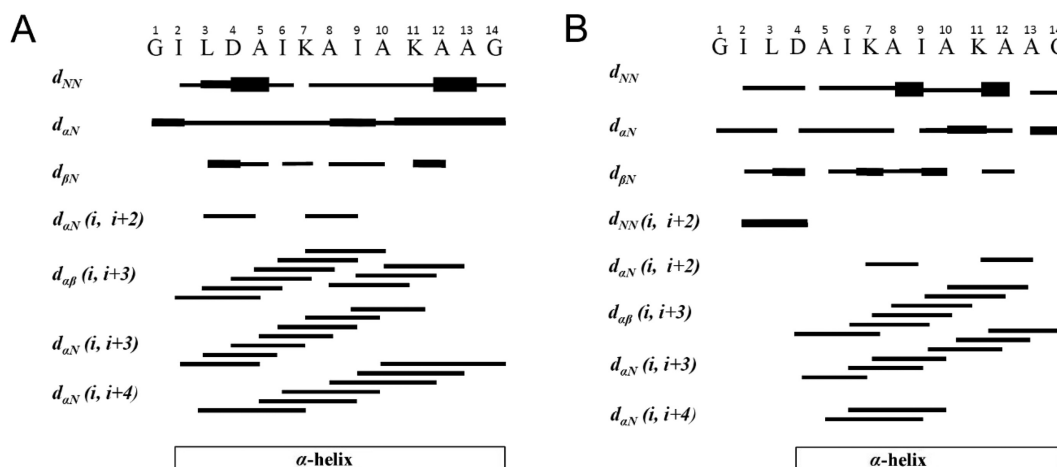 A
1 2 3 4 5 6 7 8 9 10 11 12 13 14
G I L D A I K A I A K A A G
dNN
dαN
dβN
dαN (i, i+2)
dαβ (i, i+3)
dαN (i, i+3)
dαN (i, i+4)
α-helix
B
1 2 3 4 5 6 7 8 9 10 11 12 13 14
G I L D A I K A I A K A A G
dNN
dαN
dβN
dNN (i, i+2)
dαN (i, i+2)
dαβ (i, i+3)
dαN (i, i+3)
dαN (i, i+4)
α-helix